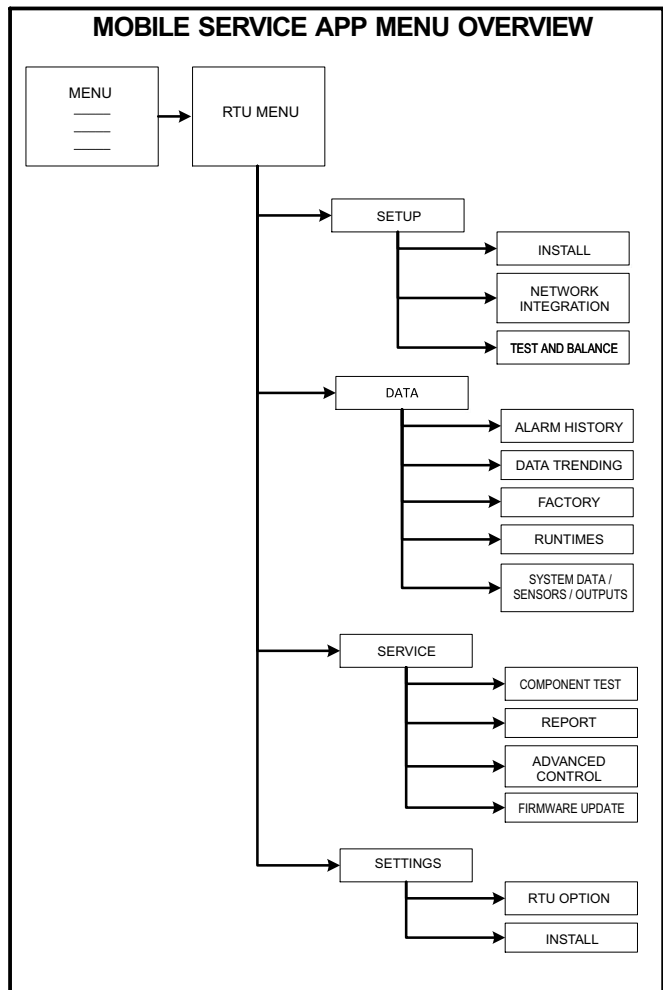 MOBILE SERVICE APP MENU OVERVIEW
MENU
RTU MENU
SETUP
INSTALL
NETWORK
INTEGRATION
TEST AND BALANCE
DATA
ALARM HISTORY
DATA TRENDING
FACTORY
RUNTIMES
SYSTEM DATA /
SENSORS / OUTPUTS
SERVICE
COMPONENT TEST
REPORT
ADVANCED
CONTROL
FIRMWARE UPDATE
SETTINGS
RTU OPTION
INSTALL